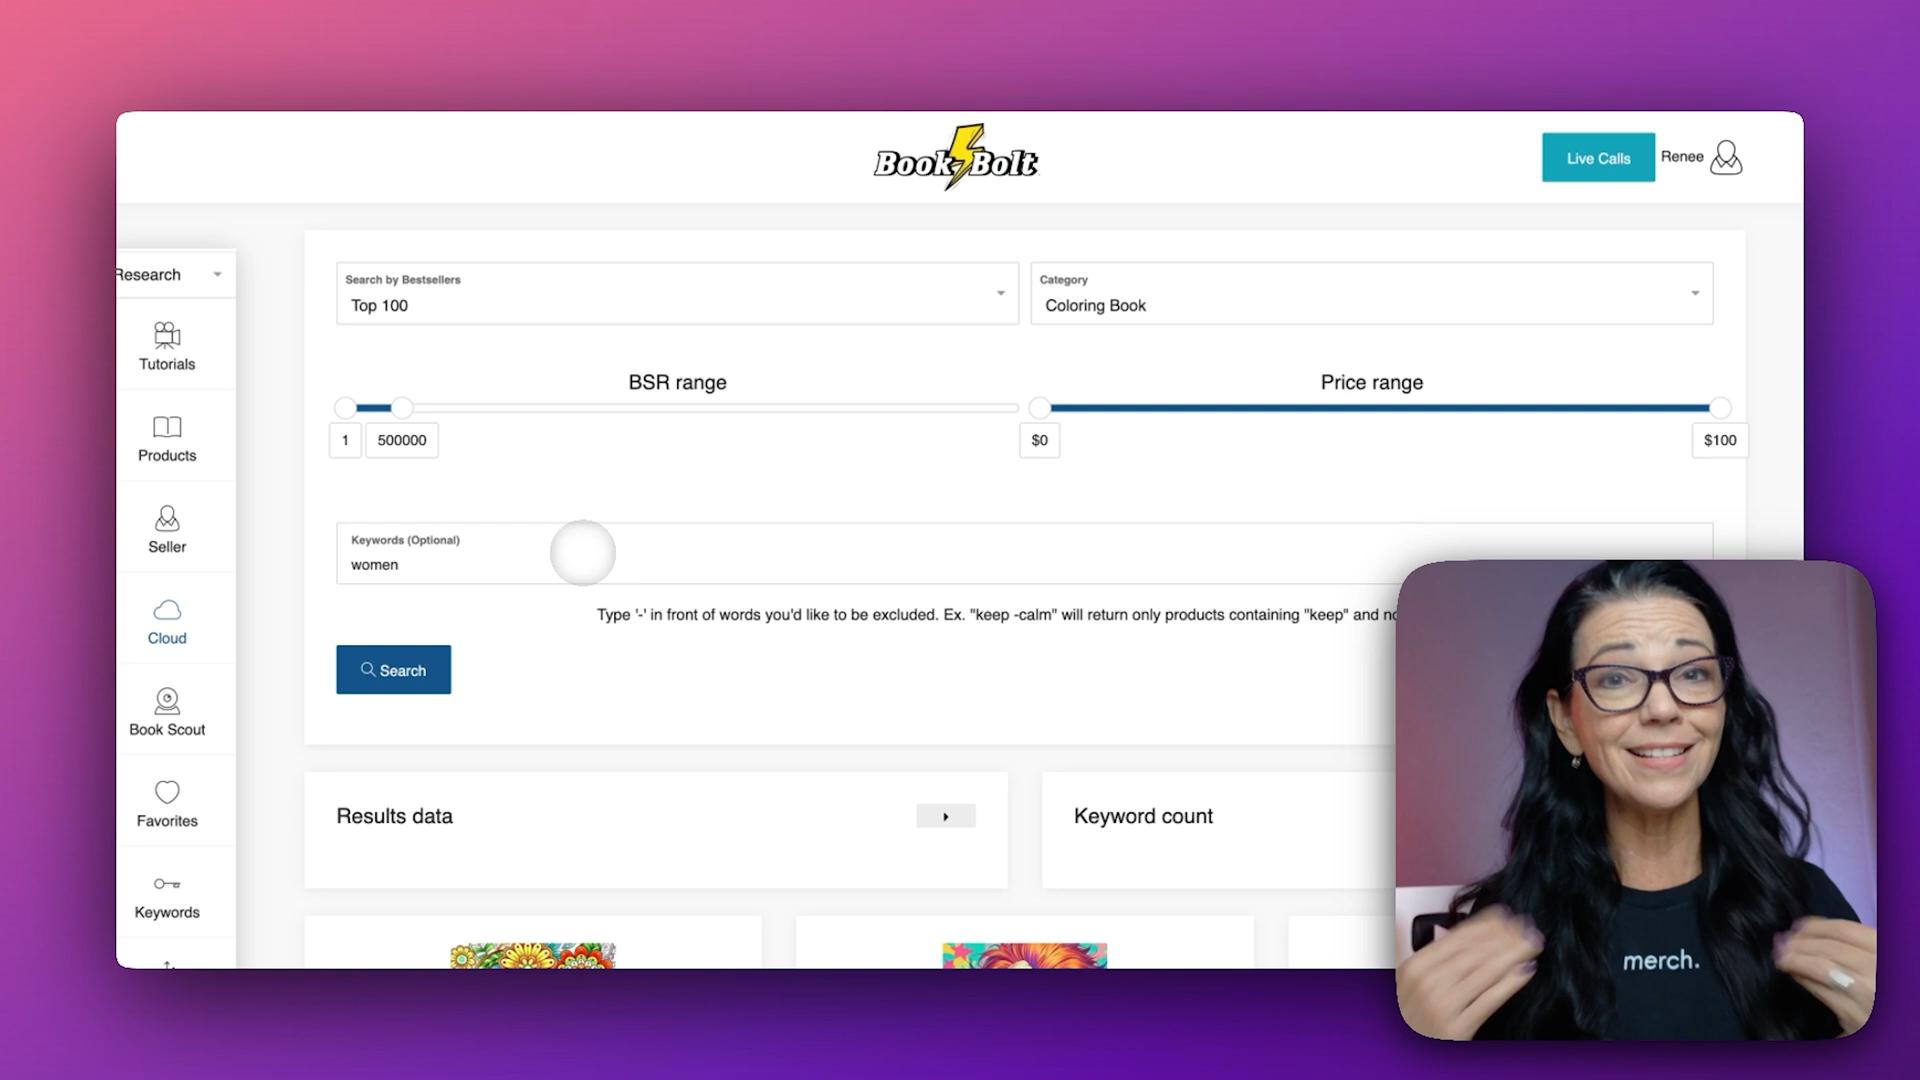 Book Bolt
Live Calls
Renee
Research
Tutorials
Products
Seller
Cloud
Book Scout
Favorites
Keywords
Search by Bestsellers
Top 100
Category
Coloring Book
BSR range
Price range
1
500000
$0
$100
Keywords (Optional)
women
Type '-' in front of words you'd like to be excluded. Ex. "keep -calm" will return only products containing "keep" and
Search
Results data
Keyword count
merch.